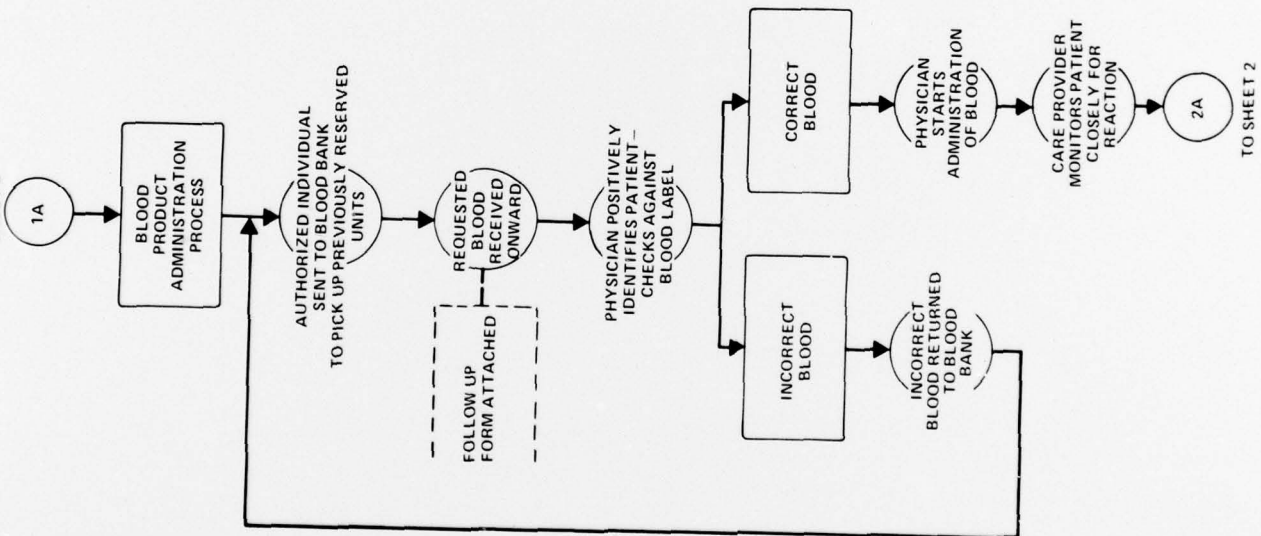 1A
BLOOD
PRODUCT
ADMINISTRATION
PROCESS
AUTHORIZED INDIVIDUAL
SENT TO BLOOD BANK
TO PICK UP PREVIOUSLY RESERVED
UNITS
REQUESTED
BLOOD
RECEIVED
ONWARD
FOLLOW UP
FORM ATTACHED
PHYSICIAN POSITIVELY
IDENTIFIES PATIENT—
CHECKS AGAINST
BLOOD LABEL
INCORRECT
BLOOD
INCORRECT
BLOOD RETURNED
TO BLOOD
BANK
CORRECT
BLOOD
PHYSICIAN
STARTS
ADMINISTRATION
OF BLOOD
CARE PROVIDER
MONITORS PATIENT
CLOSELY FOR
REACTION
2A
TO SHEET 2